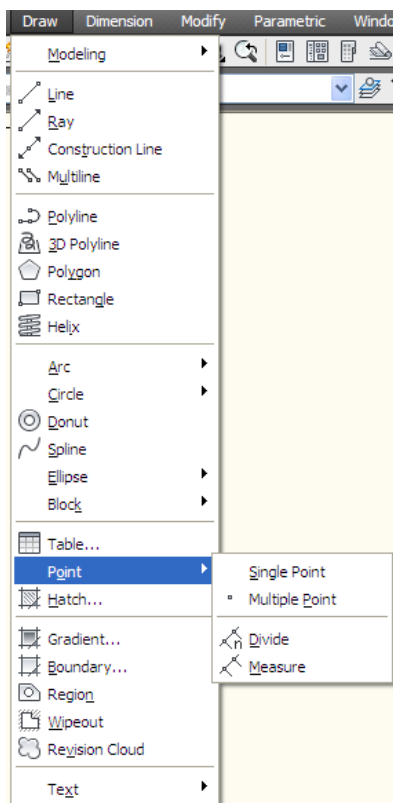 Draw Dimension Modify Parametric Windo
Modeling
Line
Ray
Construction Line
Multiline
Polyline
3D Polyline
Polygon
Rectangle
Helix
Arc
Circle
Donut
Spline
Ellipse
Block
Table...
Point
Single Point
Multiple Point
Hatch...
Divide
Measure
Gradient...
Boundary...
Region
Wipeout
Revision Cloud
Text